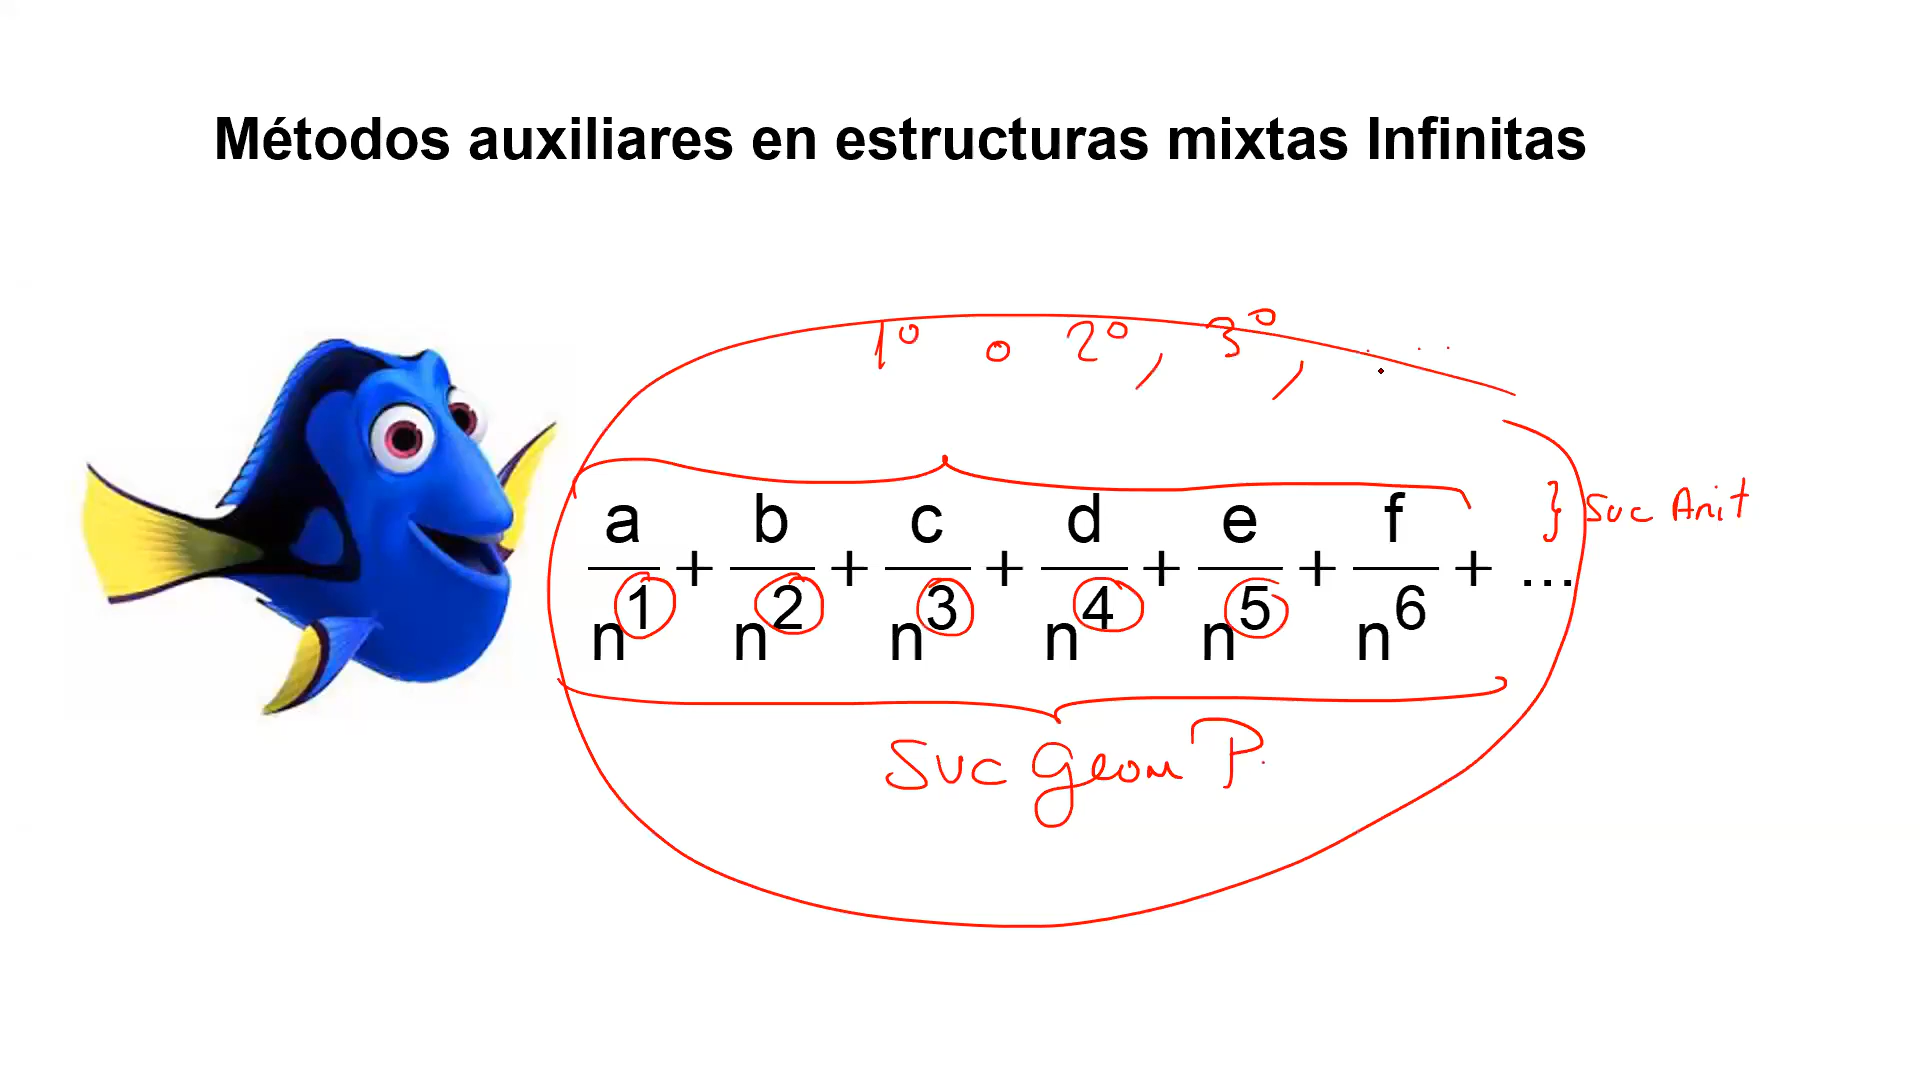 Métodos auxiliares en estructuras mixtas Infinitas
1° o 2°, 3°, ...
a/n^1 + b/n^2 + c/n^3 + d/n^4 + e/n^5 + f/n^6 + ...
} Suc Arit
Suc Geom P.